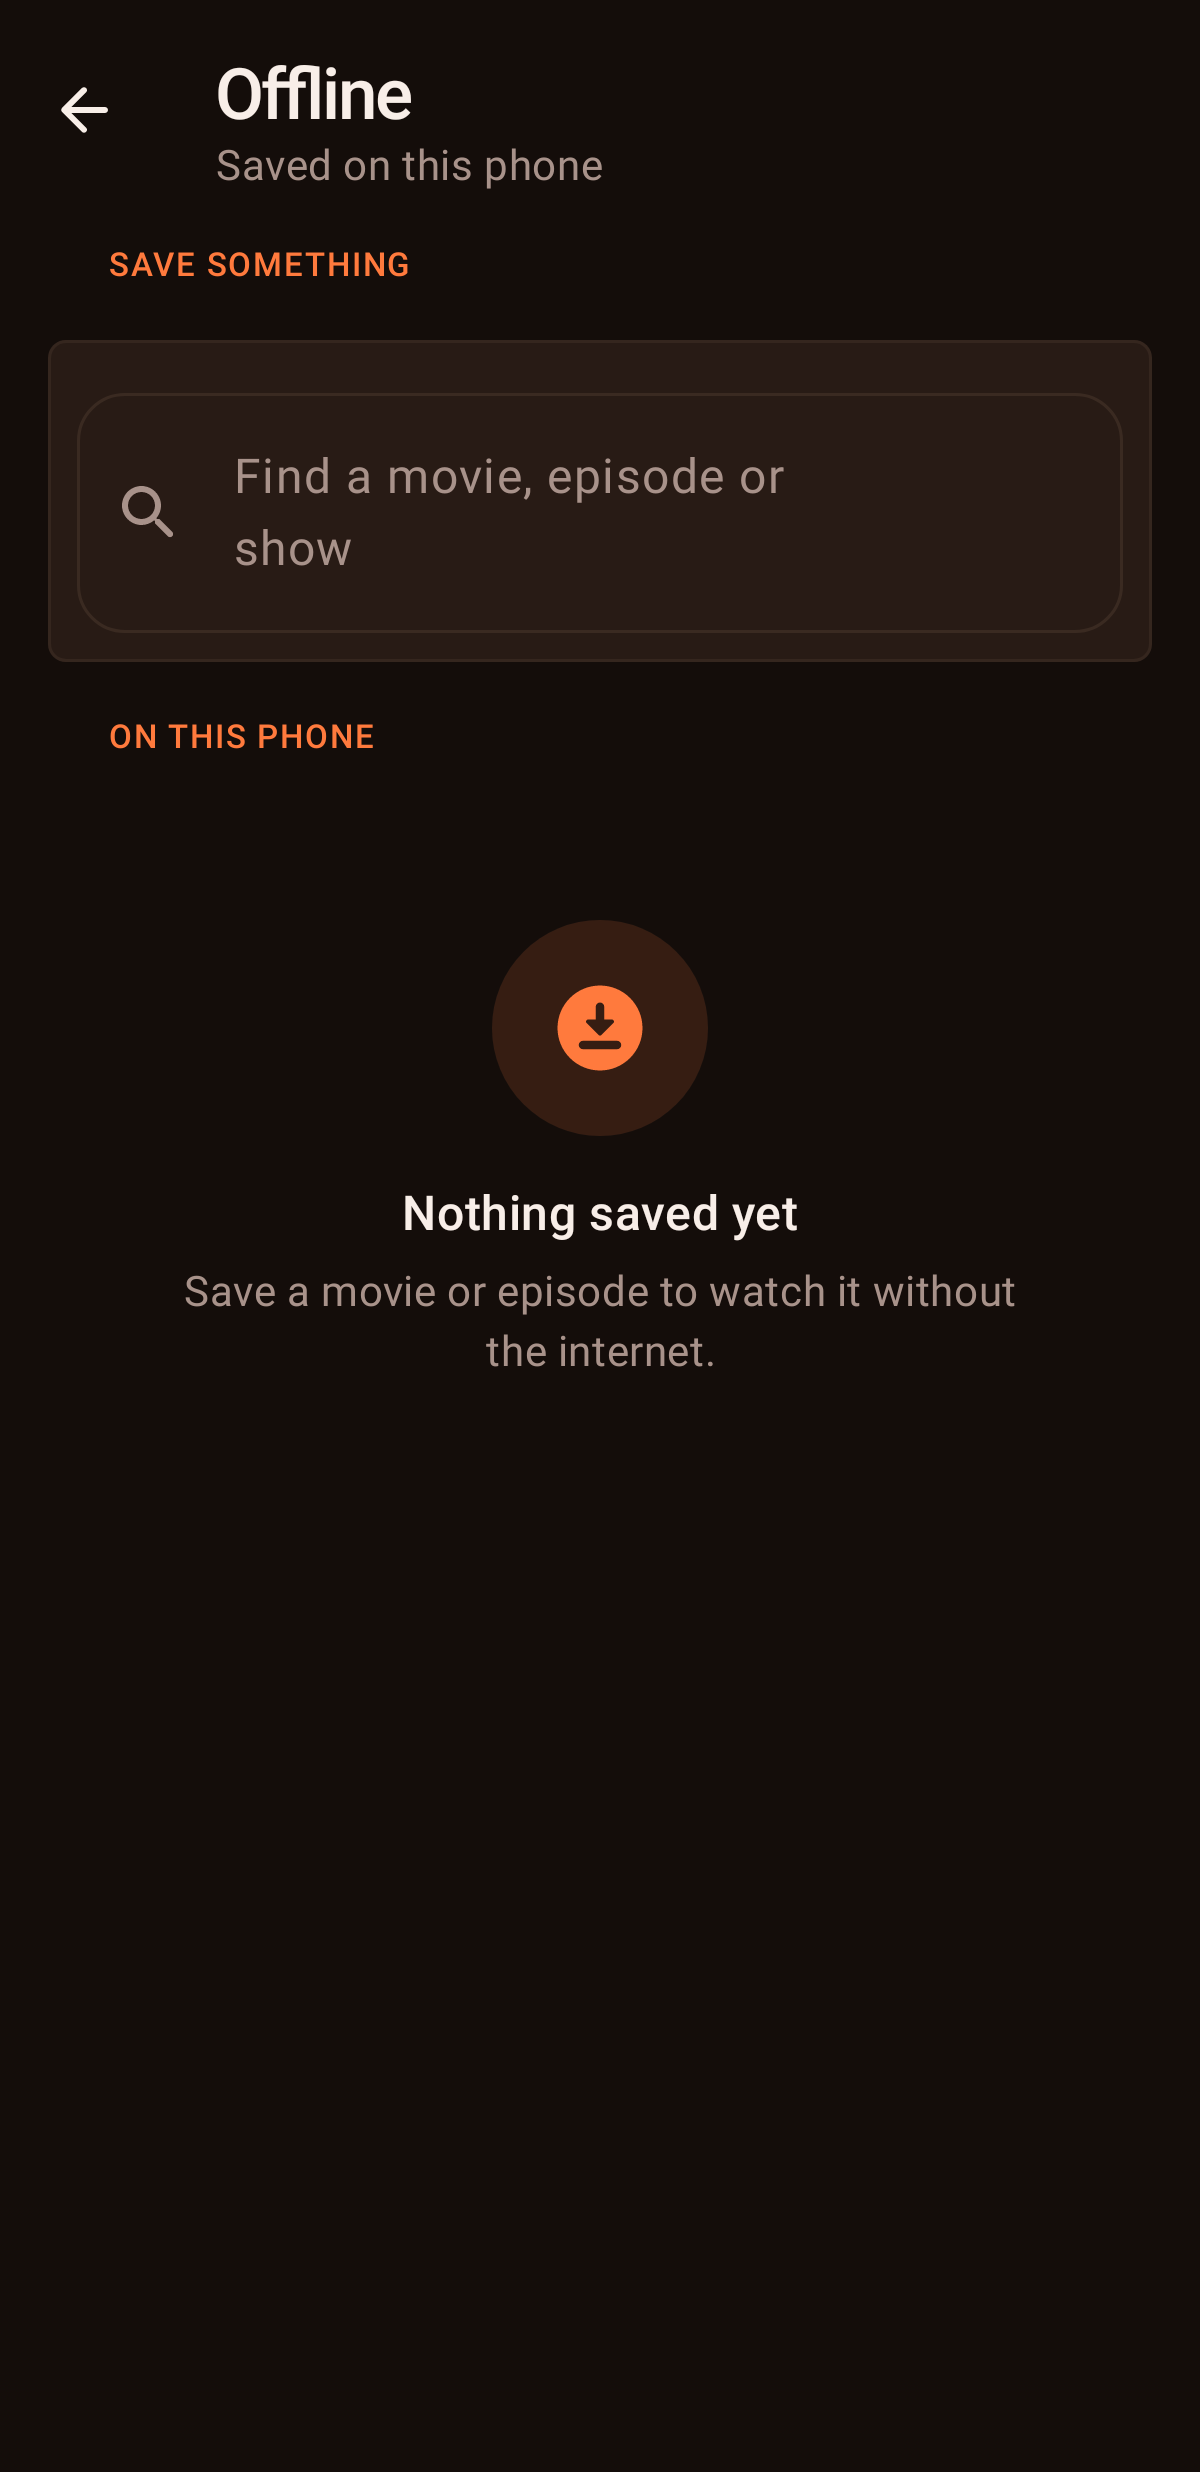 Offline
Saved on this phone
SAVE SOMETHING
Find a movie, episode or
show
ON THIS PHONE
Nothing saved yet
Save a movie or episode to watch it without
the internet.